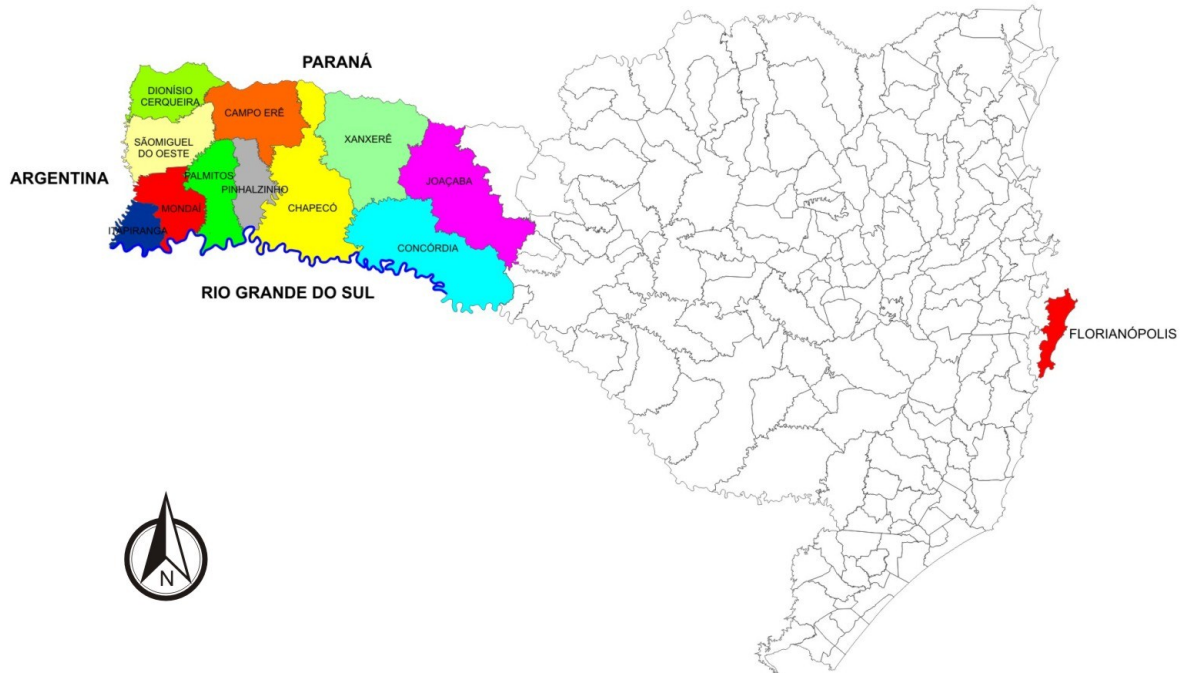 PARANÁ
DIONÍSIO
CERQUEIRA
CAMPO ERÊ
XANXERÊ
SÃOMIGUEL
DO OESTE
ARGENTINA
PALMITOS
JOAÇABA
PINHALZINHO
MONDAÍ
CHAPECÓ
ITAPIRANGA
CONCÓRDIA
RIO GRANDE DO SUL
FLORIANÓPOLIS
N